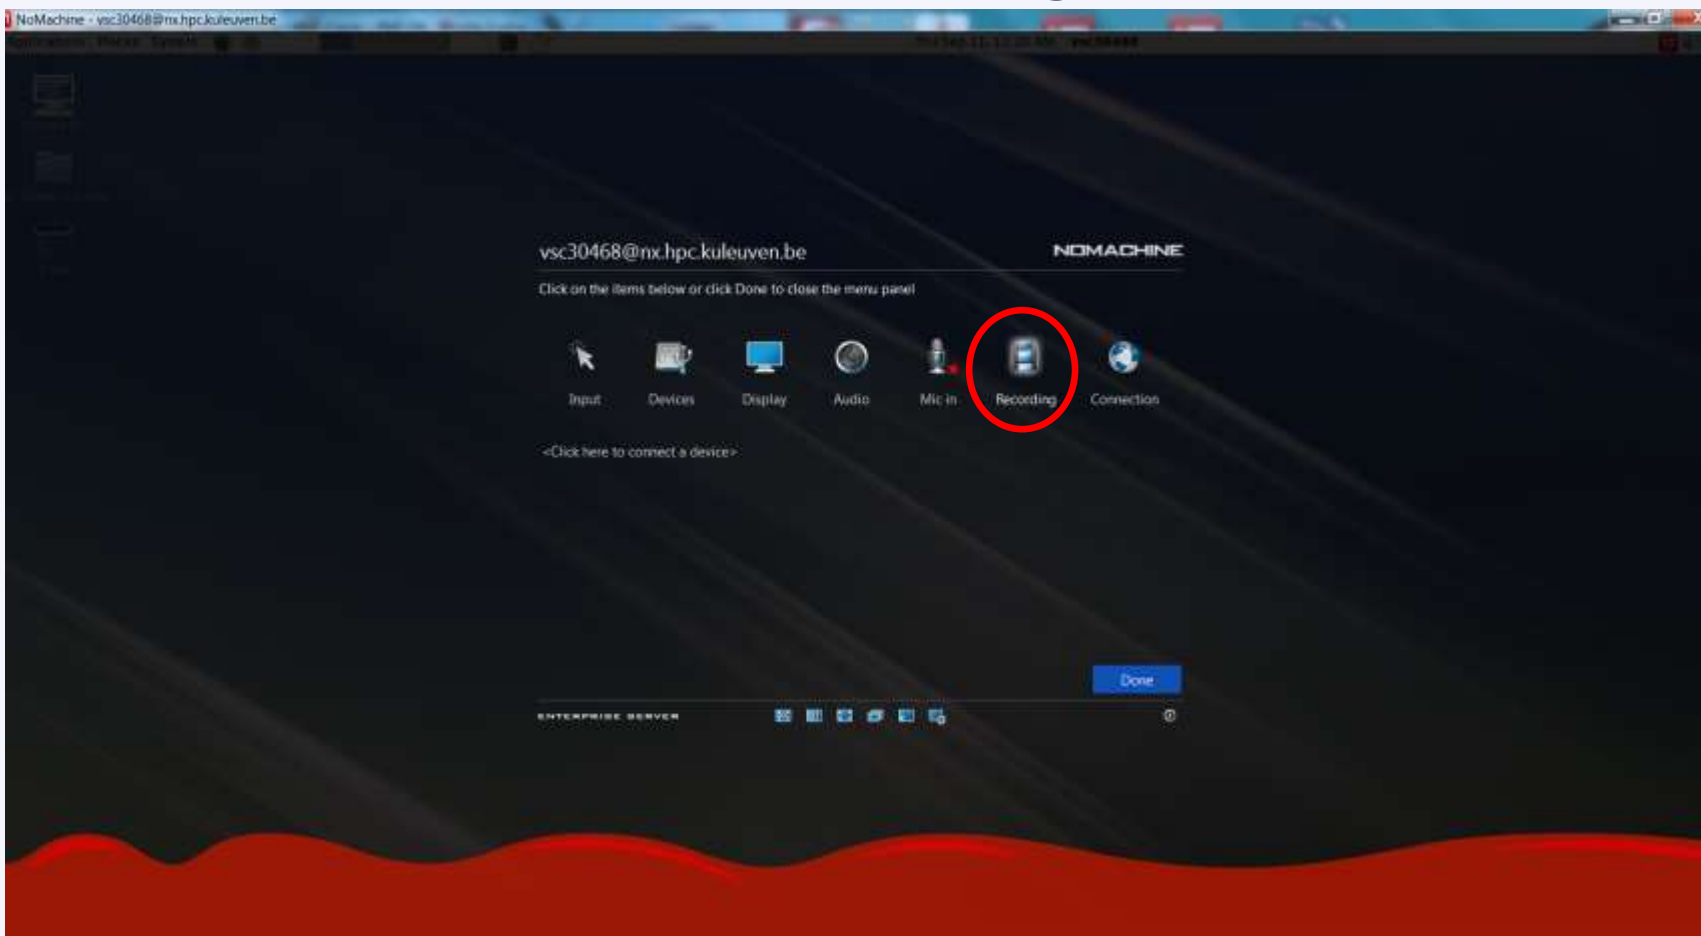 NoMachine - vsc30468@nx.hpc.kuleuven.be
vsc30468@nx.hpc.kuleuven.be NOMACHINE
Click on the items below or click Done to close the menu panel
Input Devices Display Audio Mic in Recording Connection
<Click here to connect a device>
Done
ENTERPRISE SERVER